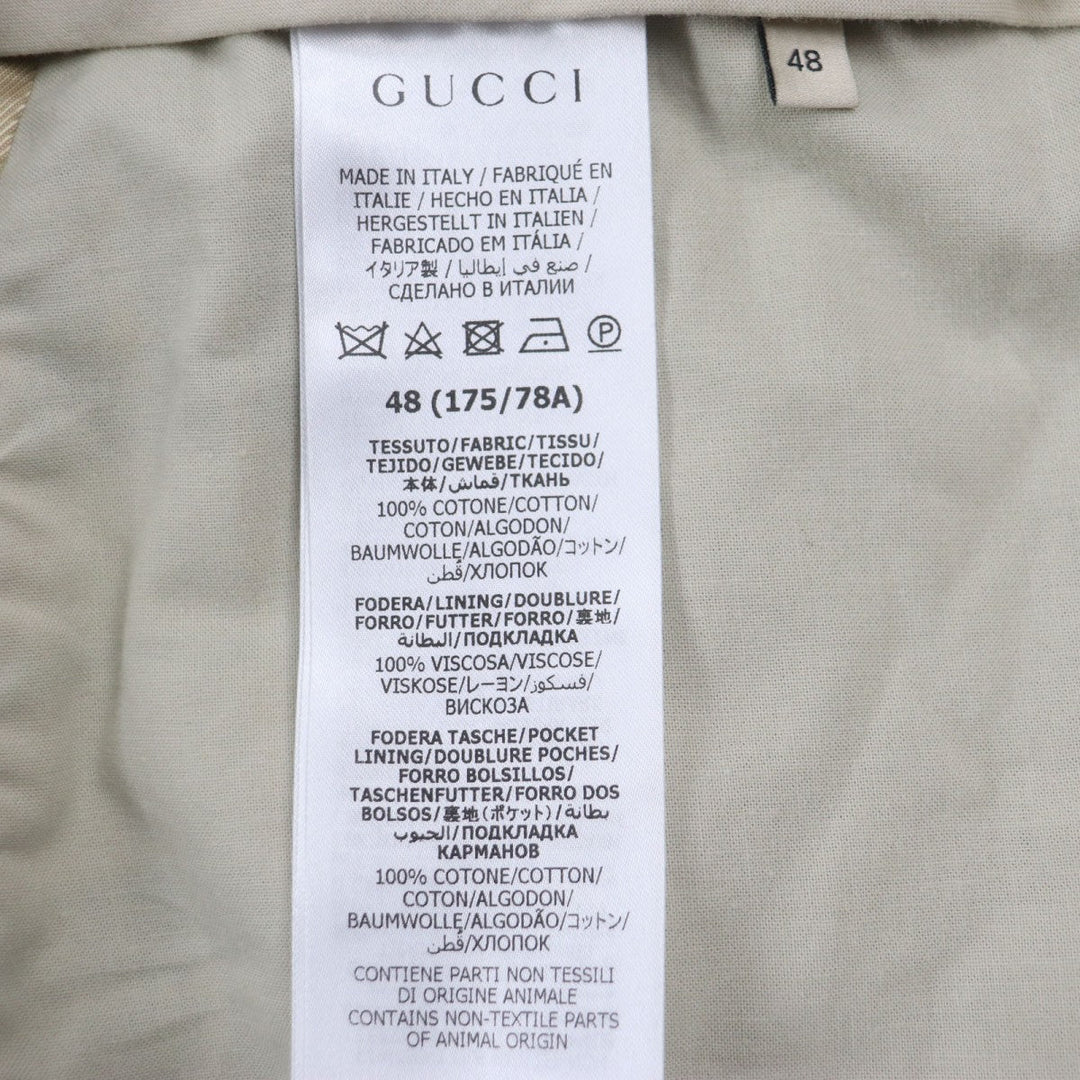 GUCCI
48
MADE IN ITALY / FABRIQUÉ EN
ITALIE / HECHO EN ITALIA /
HERGESTELLT IN ITALIEN /
FABRICADO EM ITÁLIA /
イタリア製 / صنع في إيطاليا /
СДЕЛАНО В ИТАЛИИ
P
48 (175/78A)
TESSUTO/FABRIC/TISSU/
TEJIDO/GEWEBE/TECIDO/
本体/قماش/ТКАНЬ
100% COTONE/COTTON/
COTON/ALGODON/
BAUMWOLLE/ALGODÃO/コットン/
قُطن/ХЛОПОК
FODERA/LINING/DOUBLURE/
FORRO/FUTTER/FORRO/裏地/
البطانة/ПОДКЛАДКА
100% VISCOSA/VISCOSE/
VISKOSE/レーヨン/فسكوز/
ВИСКОЗА
FODERA TASCHE/POCKET
LINING/DOUBLURE POCHES/
FORRO BOLSILLOS/
TASCHENFUTTER/FORRO DOS
BOLSOS/裏地(ポケット)/بطانة
الجيوب/ПОДКЛАДКА
КАРМАНОВ
100% COTONE/COTTON/
COTON/ALGODON/
BAUMWOLLE/ALGODÃO/コットン/
قُطن/ХЛОПОК
CONTIENE PARTI NON TESSILI
DI ORIGINE ANIMALE
CONTAINS NON-TEXTILE PARTS
OF ANIMAL ORIGIN